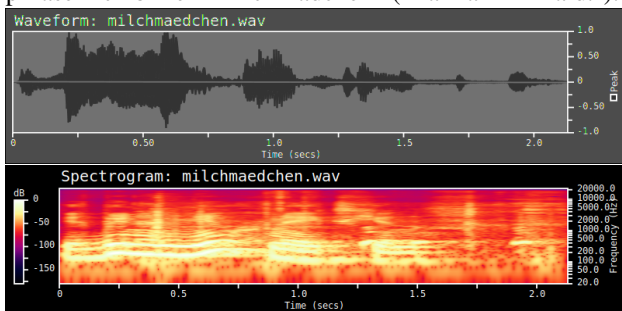 Waveform: milchmaedchen.wav
1.0
0.50
0
-0.50
-1.0
Peak
0 0.50 1.0 1.5 2.0
Time (secs)
Spectrogram: milchmaedchen.wav
dB
0
-50
-100
-150
20000.0
10000.0
5000.0
2000.0
1000.0
500.0
200.0
100.0
50.0
20.0
Frequency (Hz)
0 0.5 1.0 1.5 2.0
Time (secs)